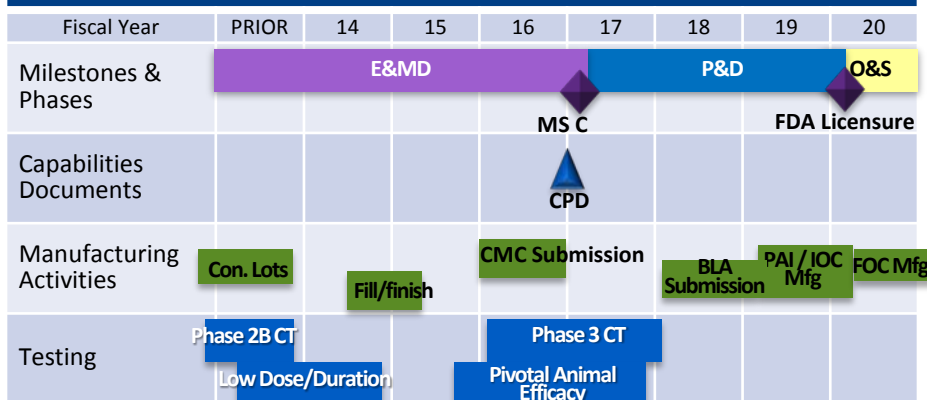 Fiscal Year PRIOR 14 15 16 17 18 19 20
Milestones &
Phases
E&MD P&D O&S
MS C FDA Licensure
Capabilities
Documents
CPD
Manufacturing
Activities
Con. Lots
Fill/finish
CMC Submission
BLA
Submission
PAI / IOC
Mfg
FOC Mfg
Testing
Phase 2B CT
Phase 3 CT
Low Dose/Duration
Pivotal Animal
Efficacy